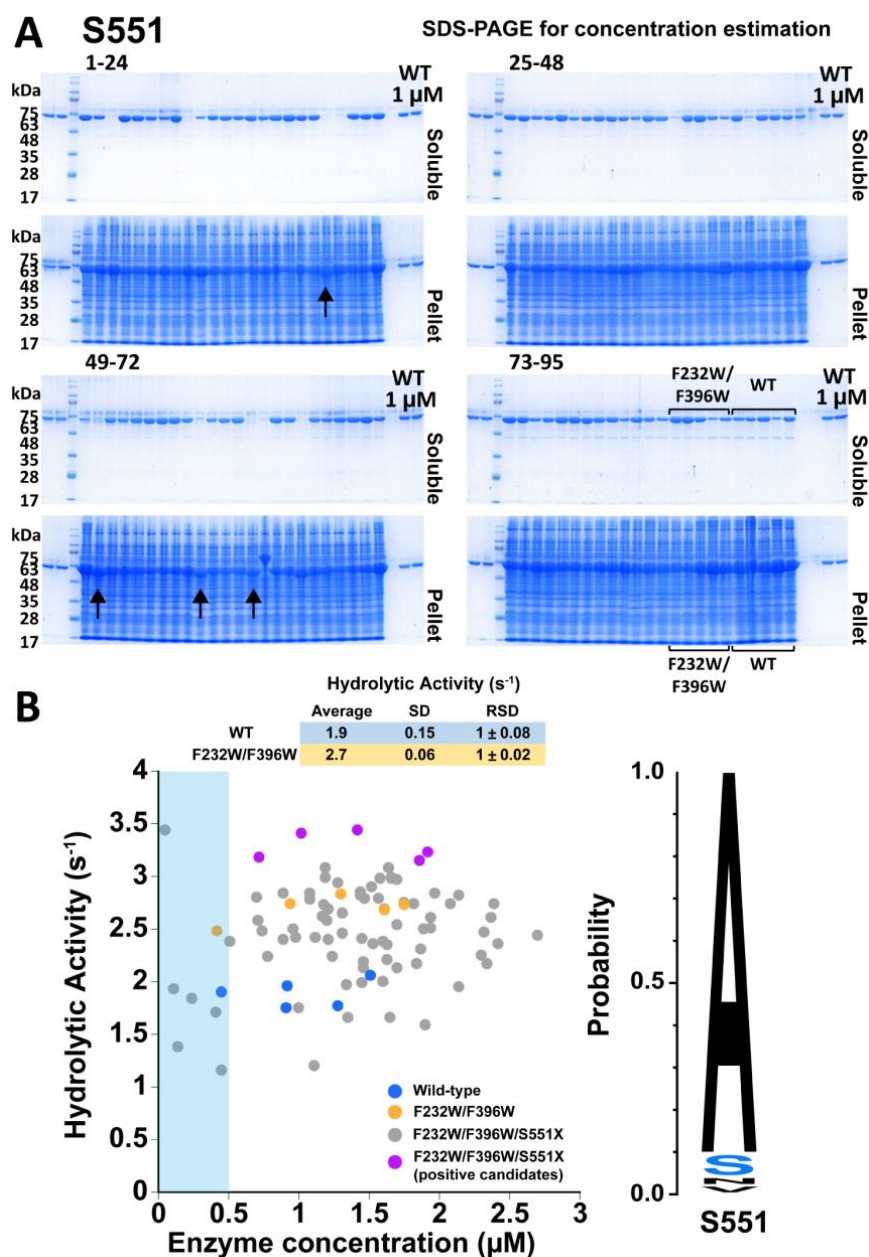 A S551 SDS-PAGE for concentration estimation
1-24
kDa
75
63
48
35
28
17
WT
1 µM
Soluble
25-48
WT
1 µM
Soluble
kDa
75
63
48
35
28
17
Pellet
Pellet
49-72
kDa
75
63
48
35
28
17
WT
1 µM
Soluble
73-95
F232W/
F396W
WT
WT
1 µM
Soluble
kDa
75
63
48
35
28
17
Pellet
Pellet
F232W/
F396W
WT
B
Hydrolytic Activity (s-1)
Average SD RSD
WT 1.9 0.15 1 ± 0.08
F232W/F396W 2.7 0.06 1 ± 0.02
Hydrolytic Activity (s-1)
4
3.5
3
2.5
2
1.5
1
0.5
0
0 0.5 1 1.5 2 2.5 3
Enzyme concentration (µM)
Wild-type
F232W/F396W
F232W/F396W/S551X
F232W/F396W/S551X
(positive candidates)
Probability
1.0
0.5
0.0
A
S
S551